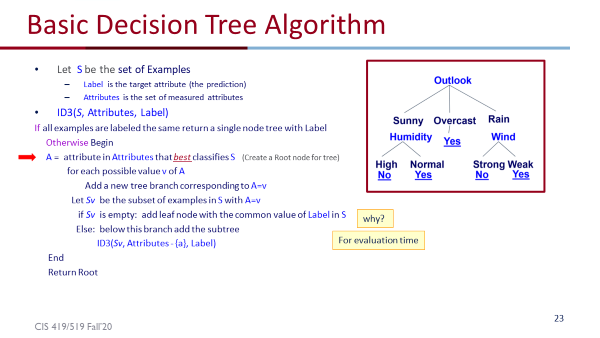 Basic Decision Tree Algorithm
• Let S be the set of Examples
– Label is the target attribute (the prediction)
– Attributes is the set of measured attributes
• ID3(S, Attributes, Label)
If all examples are labeled the same return a single node tree with Label
Otherwise Begin
A = attribute in Attributes that best classifies S (Create a Root node for tree)
for each possible value v of A
Add a new tree branch corresponding to A=v
Let Sv be the subset of examples in S with A=v
if Sv is empty: add leaf node with the common value of Label in S
Else: below this branch add the subtree
ID3(Sv, Attributes - {a}, Label)
End
Return Root
why?
For evaluation time
Outlook
Sunny Overcast Rain
Humidity Yes Wind
High Normal Strong Weak
No Yes No Yes
CIS 419/519 Fall'20
23